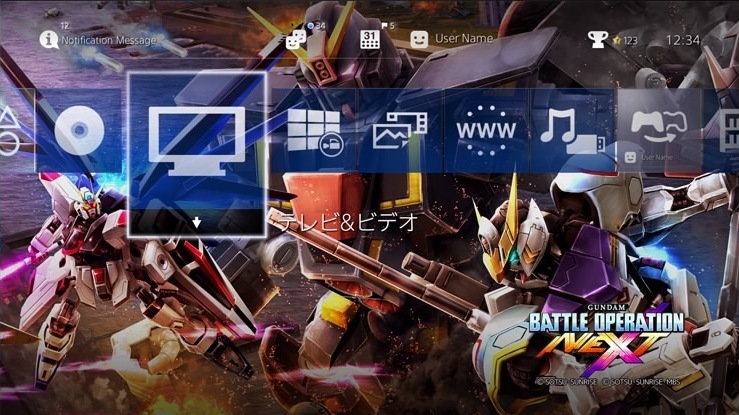 12
34
5
Notification Message
31
User Name
123
12:34
WWW
User Name
テレビ&ビデオ
GUNDAM
BATTLE OPERATION
NEXT
© SOTSU・SUNRISE © SOTSU・SUNRISE・MBS